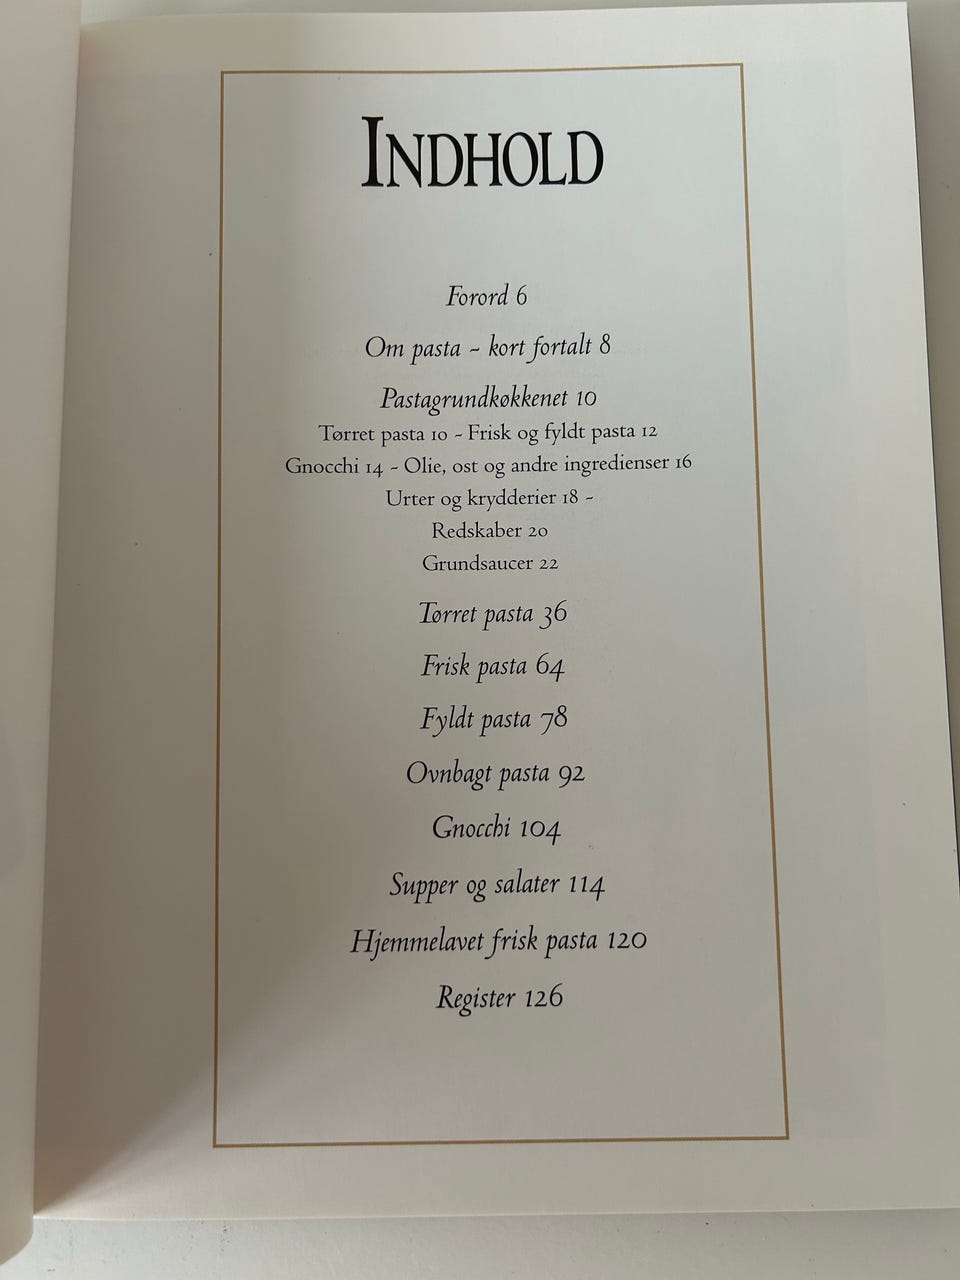 INDHOLD
Forord 6
Om pasta ~ kort fortalt 8
Pastagrundkøkkenet 10
Tørret pasta 10 ~ Frisk og fyldt pasta 12
Gnocchi 14 ~ Olie, ost og andre ingredienser 16
Urter og krydderier 18 ~
Redskaber 20
Grundsaucer 22
Tørret pasta 36
Frisk pasta 64
Fyldt pasta 78
Ovnbagt pasta 92
Gnocchi 104
Supper og salater 114
Hjemmelavet frisk pasta 120
Register 126